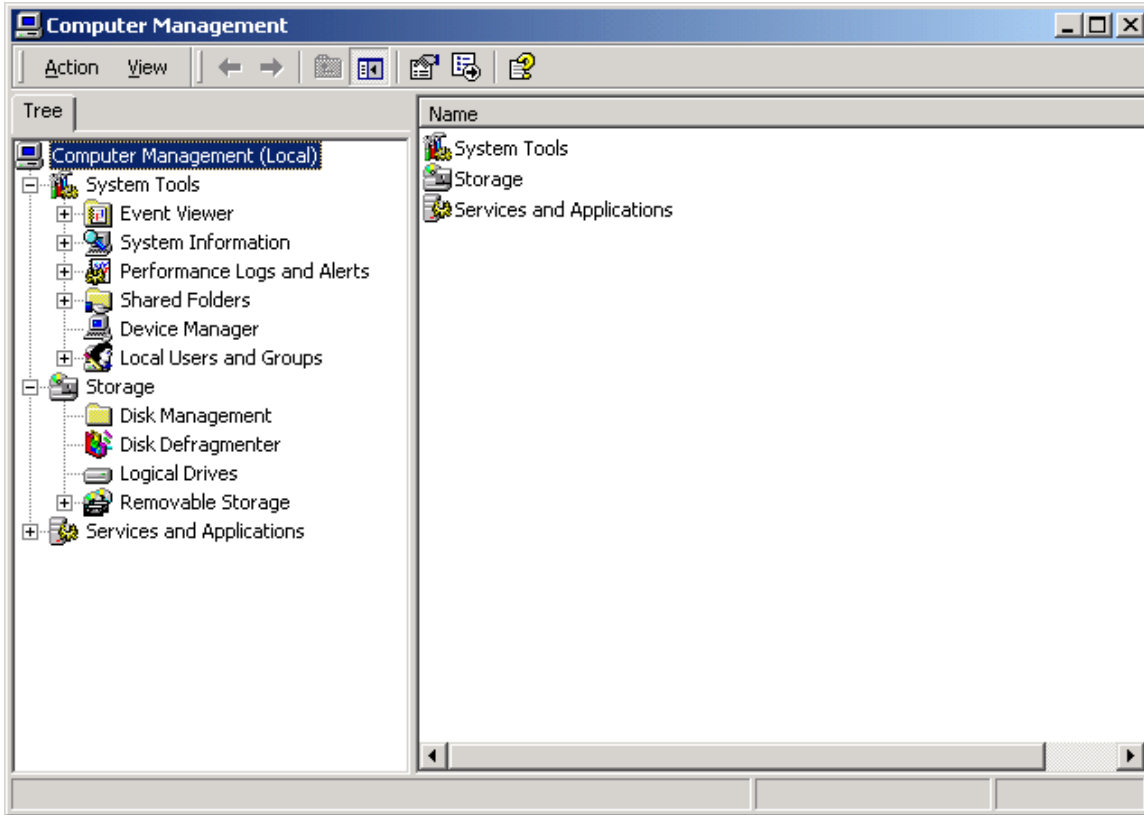 Computer Management
Action View
Tree
Computer Management (Local)
System Tools
Event Viewer
System Information
Performance Logs and Alerts
Shared Folders
Device Manager
Local Users and Groups
Storage
Disk Management
Disk Defragmenter
Logical Drives
Removable Storage
Services and Applications
Name
System Tools
Storage
Services and Applications